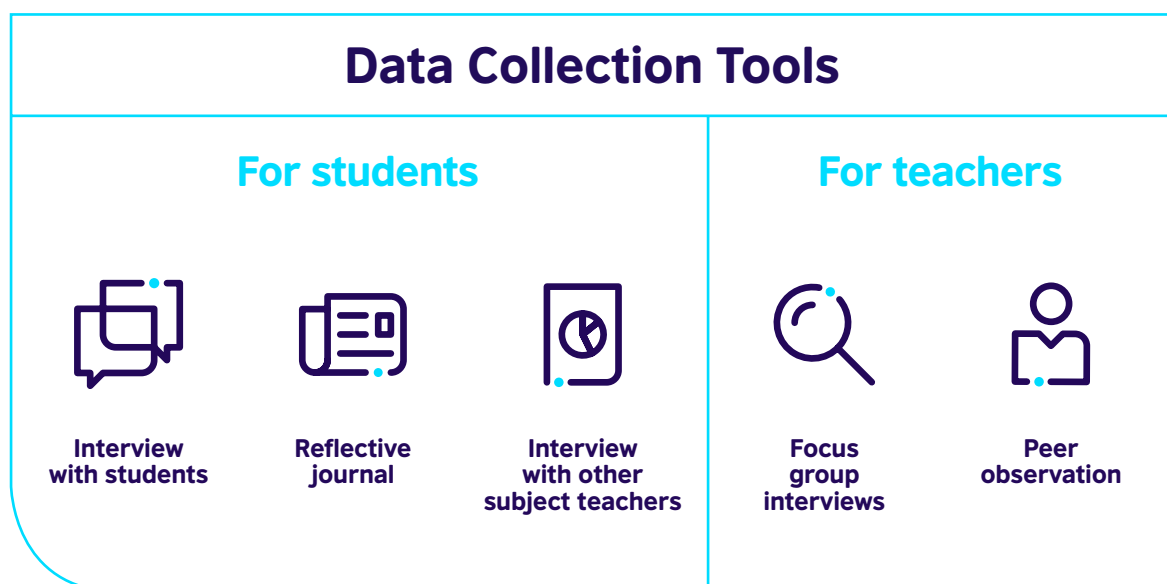 Data Collection Tools
For students
Interview
with students
Reflective
journal
Interview
with other
subject teachers
For teachers
Focus
group
interviews
Peer
observation